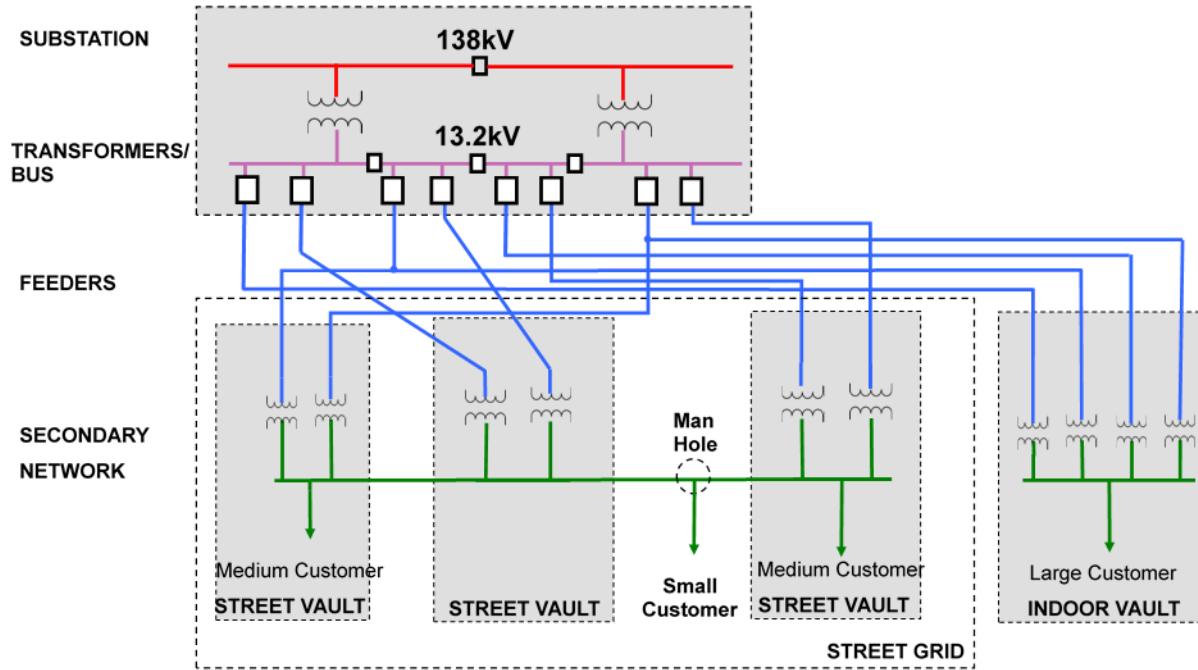 SUBSTATION
138kV
TRANSFORMERS/
BUS
13.2kV
FEEDERS
SECONDARY
NETWORK
Man
Hole
Medium Customer
STREET VAULT
STREET VAULT
Small
Customer
Medium Customer
STREET VAULT
Large Customer
INDOOR VAULT
STREET GRID